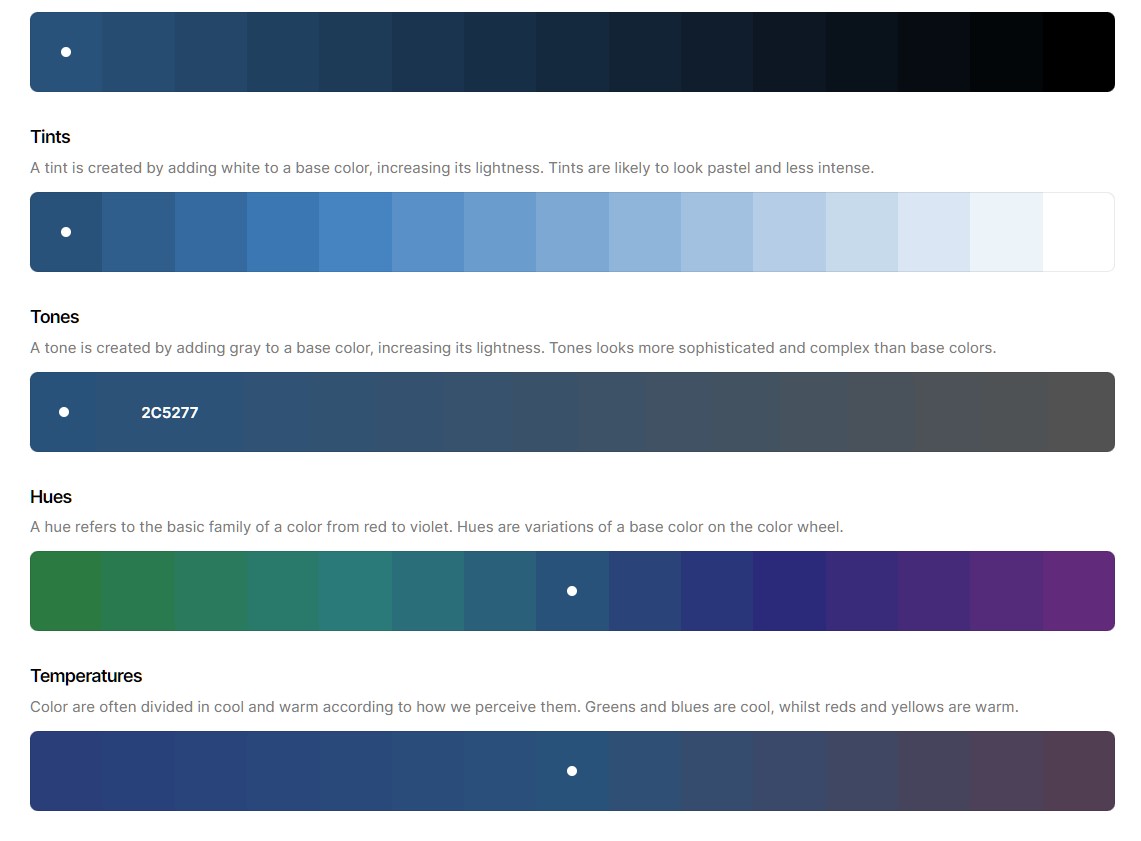 Tints
A tint is created by adding white to a base color, increasing its lightness. Tints are likely to look pastel and less intense.
Tones
A tone is created by adding gray to a base color, increasing its lightness. Tones looks more sophisticated and complex than base colors.
2C5277
Hues
A hue refers to the basic family of a color from red to violet. Hues are variations of a base color on the color wheel.
Temperatures
Color are often divided in cool and warm according to how we perceive them. Greens and blues are cool, whilst reds and yellows are warm.